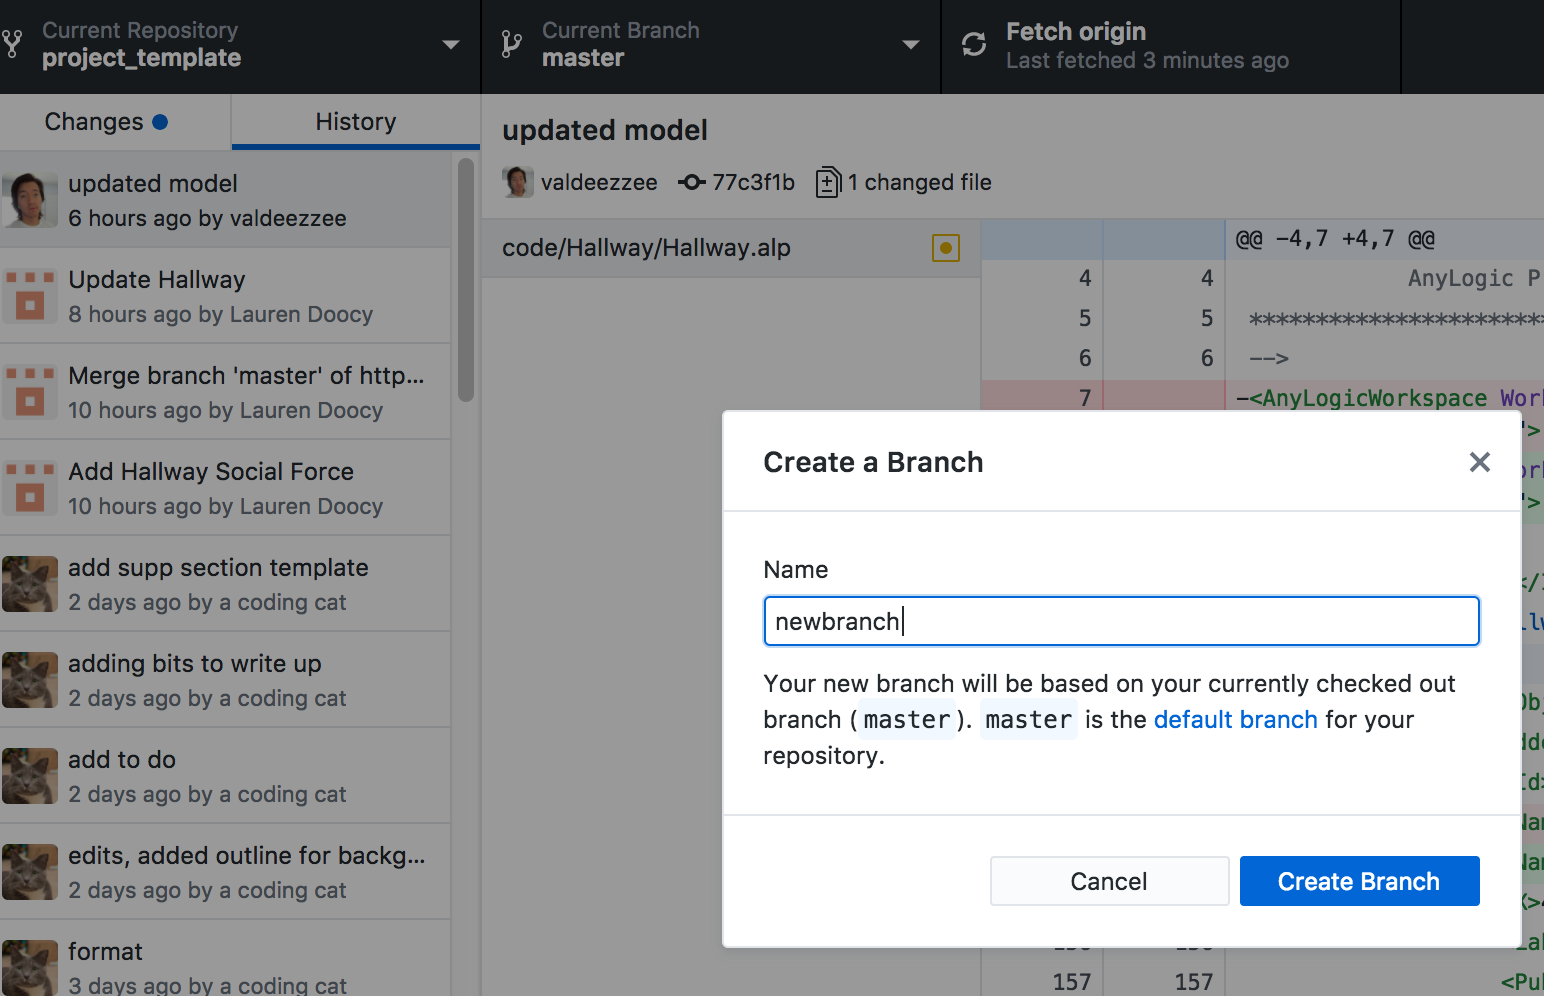 Current Repository
project_template
Current Branch
master
Fetch origin
Last fetched 3 minutes ago
Changes
History
updated model
6 hours ago by valdeezzee
Update Hallway
8 hours ago by Lauren Doocy
Merge branch 'master' of http...
10 hours ago by Lauren Doocy
Add Hallway Social Force
10 hours ago by Lauren Doocy
add supp section template
2 days ago by a coding cat
adding bits to write up
2 days ago by a coding cat
add to do
2 days ago by a coding cat
edits, added outline for backg...
2 days ago by a coding cat
format
3 days ago by a coding cat
updated model
valdeezzee 77c3f1b 1 changed file
code/Hallway/Hallway.alp
@@ -4,7 +4,7 @@
4 4 AnyLogic P
5 5 ************************
6 6 -->
7 -<AnyLogicWorkspace Wor
Create a Branch
Name
newbranch
Your new branch will be based on your currently checked out
branch (master). master is the default branch for your
repository.
Cancel
Create Branch
157 157 <Pu